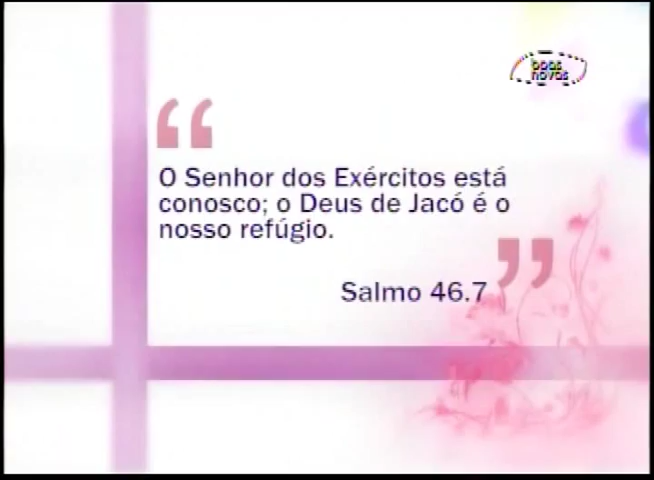 boas
novas
“
O Senhor dos Exércitos está
conosco; o Deus de Jacó é o
nosso refúgio.
”
Salmo 46.7